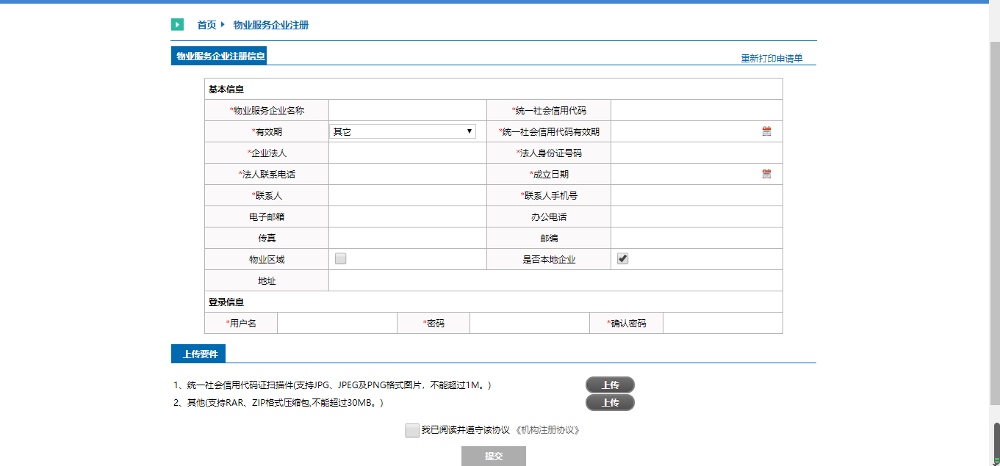 首页 物业服务企业注册
物业服务企业注册信息 重新打印申请单
基本信息
*物业服务企业名称 *统一社会信用代码
*有效期 其它 *统一社会信用代码有效期
*企业法人 *法人身份证号码
*法人联系电话 *成立日期
*联系人 *联系人手机号
电子邮箱 办公电话
传真 邮编
物业区域 是否本地企业
地址
登录信息
*用户名 *密码 *确认密码
上传要件
1、统一社会信用代码证扫描件(支持JPG、JPEG及PNG格式图片，不能超过1M。) 上传
2、其他(支持RAR、ZIP格式压缩包,不能超过30MB。) 上传
我已阅读并遵守该协议 《机构注册协议》
提交